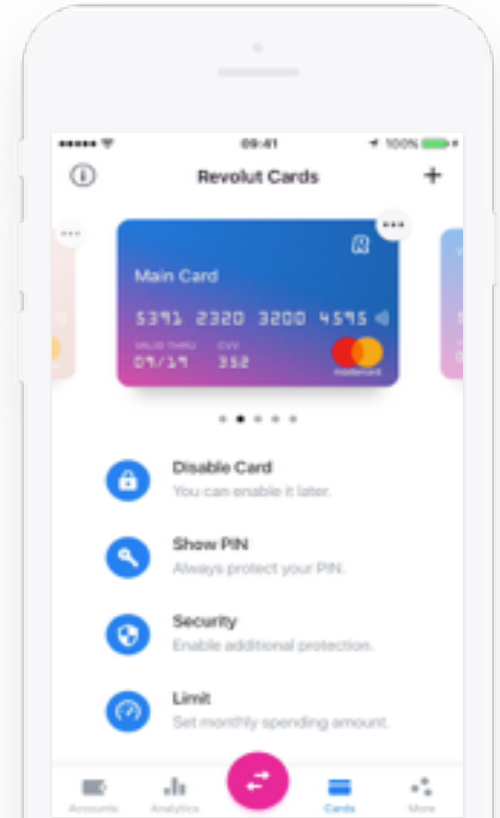 09:41 100%
Revolut Cards
Main Card
5391 2320 3200 4595
VALID THRU CVV
09/19 352
mastercard
Disable Card
You can enable it later.
Show PIN
Always protect your PIN.
Security
Enable additional protection.
Limit
Set monthly spending amount.
Accounts Analytics Cards More